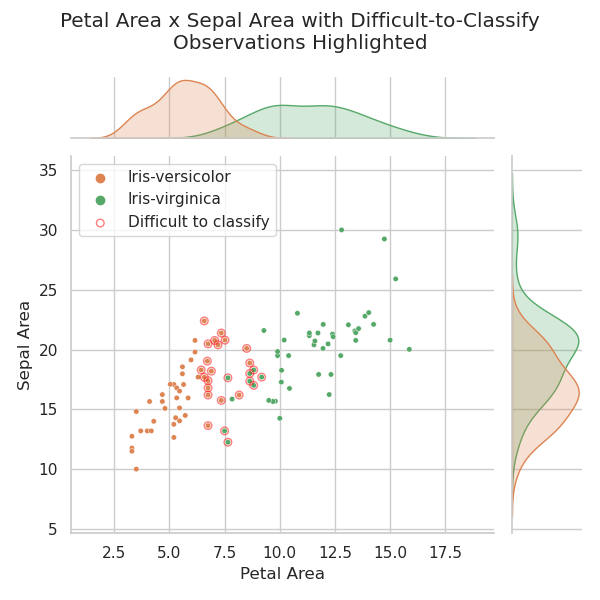 Petal Area x Sepal Area with Difficult-to-Classify
Observations Highlighted
Iris-versicolor
Iris-virginica
Difficult to classify
35
30
25
20
15
10
5
Sepal Area
2.5 5.0 7.5 10.0 12.5 15.0 17.5
Petal Area